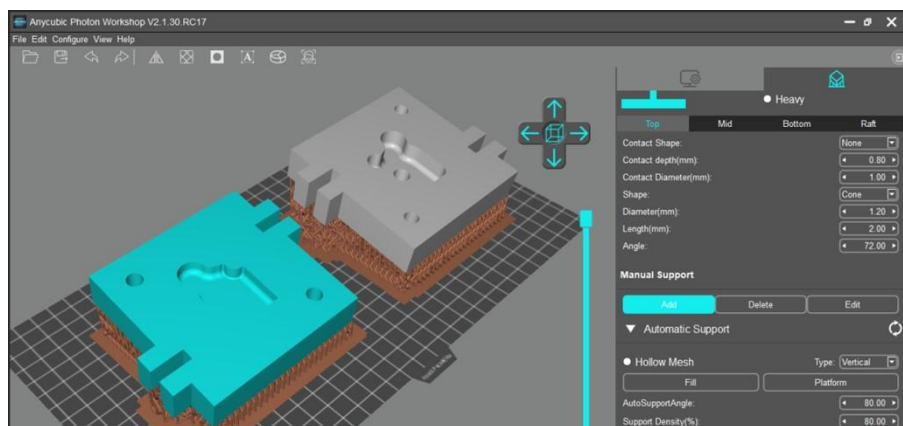 Anycubic Photon Workshop V2.1.30.RC17
File Edit Configure View Help
Heavy
Top Mid Bottom Raft
Contact Shape: None
Contact depth(mm): 0.80
Contact Diameter(mm): 1.00
Shape: Cone
Diameter(mm): 1.20
Length(mm): 2.00
Angle: 72.00
Manual Support
Add Delete Edit
Automatic Support
Hollow Mesh Type: Vertical
Fill Platform
AutoSupportAngle: 80.00
Support Density(%): 80.00